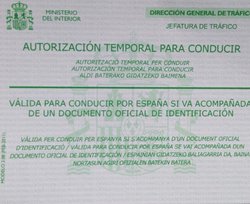 MINISTERIO
DEL INTERIOR
DIRECCIÓN GENERAL DE TRÁFICO
JEFATURA DE TRÁFICO
AUTORIZACIÓN TEMPORAL PARA CONDUCIR
AUTORITZACIÓ TEMPORAL PER CONDUIR
AUTORIZACIÓN TEMPORAL PARA CONDUCIR
ALDI BATERAKO GIDATZEKO BAIMENA
VÁLIDA PARA CONDUCIR POR ESPAÑA SI VA ACOMPAÑADA
DE UN DOCUMENTO OFICIAL DE IDENTIFICACIÓN
VÀLIDA PER CONDUIR PER ESPANYA SI S'ACOMPANYA D'UN DOCUMENT OFICIAL
D'IDENTIFICACIÓ / VÁLIDA PARA CONDUCIR POR ESPAÑA SE VAI ACOMPAÑADA DUN
DOCUMENTO OFICIAL DE IDENTIFICACIÓN / ESPAINIAN GIDATZEKO BALIAGARRIA DA, BAINA
NORTASUN AGIRI OFIZIALEN BATEKIN BATERA